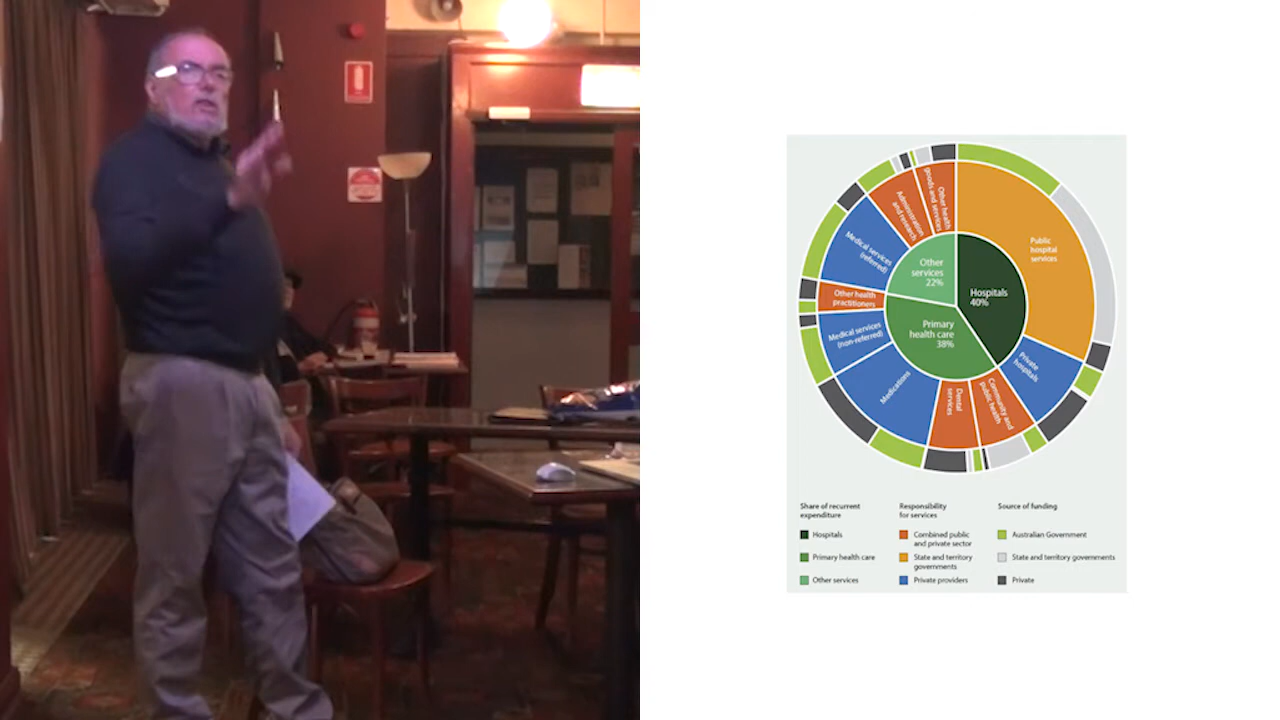 Other health
goods and services
Administration
and research
Public
hospital
services
Medical services
(referred)
Other
services
22%
Hospitals
40%
Other health
practitioners
Primary
health care
38%
Medical services
(non-referred)
Private
hospitals
Medications
Community and
public health
Dental
services
Share of recurrent
expenditure
Hospitals
Primary health care
Other services
Responsibility
for services
Combined public
and private sector
State and territory
governments
Private providers
Source of funding
Australian Government
State and territory governments
Private